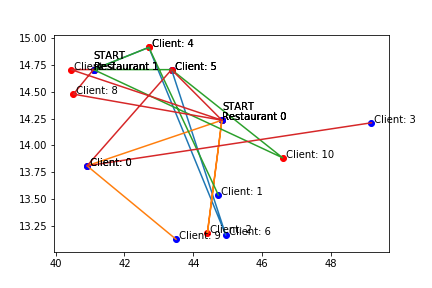 15.00
14.75
14.50
14.25
14.00
13.75
13.50
13.25
40
42
44
46
48
Client: 4
START
Restaurant 1
Client:
Client: 5
Client: 8
START
Restaurant 0
Client: 3
Client: 10
Client: 0
Client: 1
Client: 2
Client: 9
Client: 6